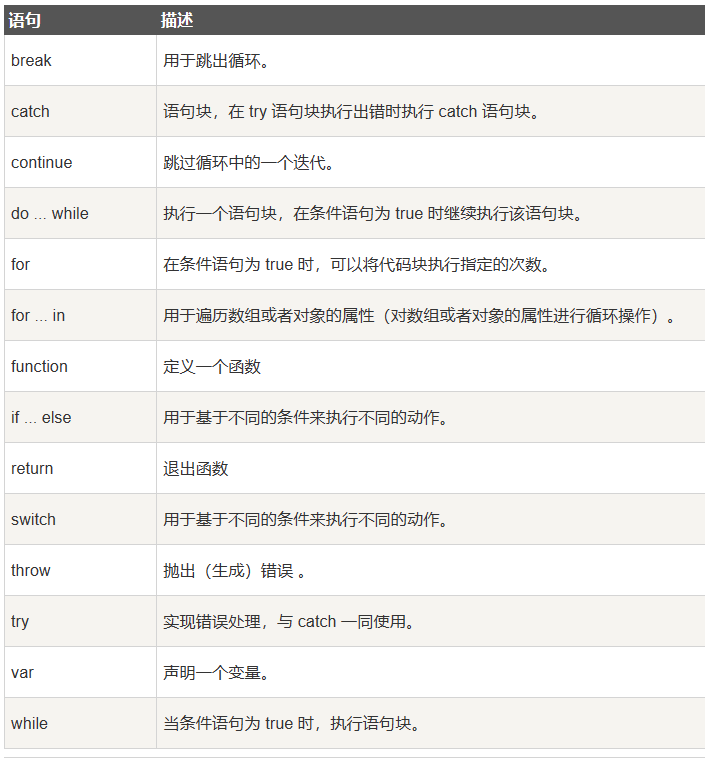 语句 描述
break 用于跳出循环。
catch 语句块，在 try 语句块执行出错时执行 catch 语句块。
continue 跳过循环中的一个迭代。
do ... while 执行一个语句块，在条件语句为 true 时继续执行该语句块。
for 在条件语句为 true 时，可以将代码块执行指定的次数。
for ... in 用于遍历数组或者对象的属性（对数组或者对象的属性进行循环操作）。
function 定义一个函数
if ... else 用于基于不同的条件来执行不同的动作。
return 退出函数
switch 用于基于不同的条件来执行不同的动作。
throw 抛出（生成）错误 。
try 实现错误处理，与 catch 一同使用。
var 声明一个变量。
while 当条件语句为 true 时，执行语句块。